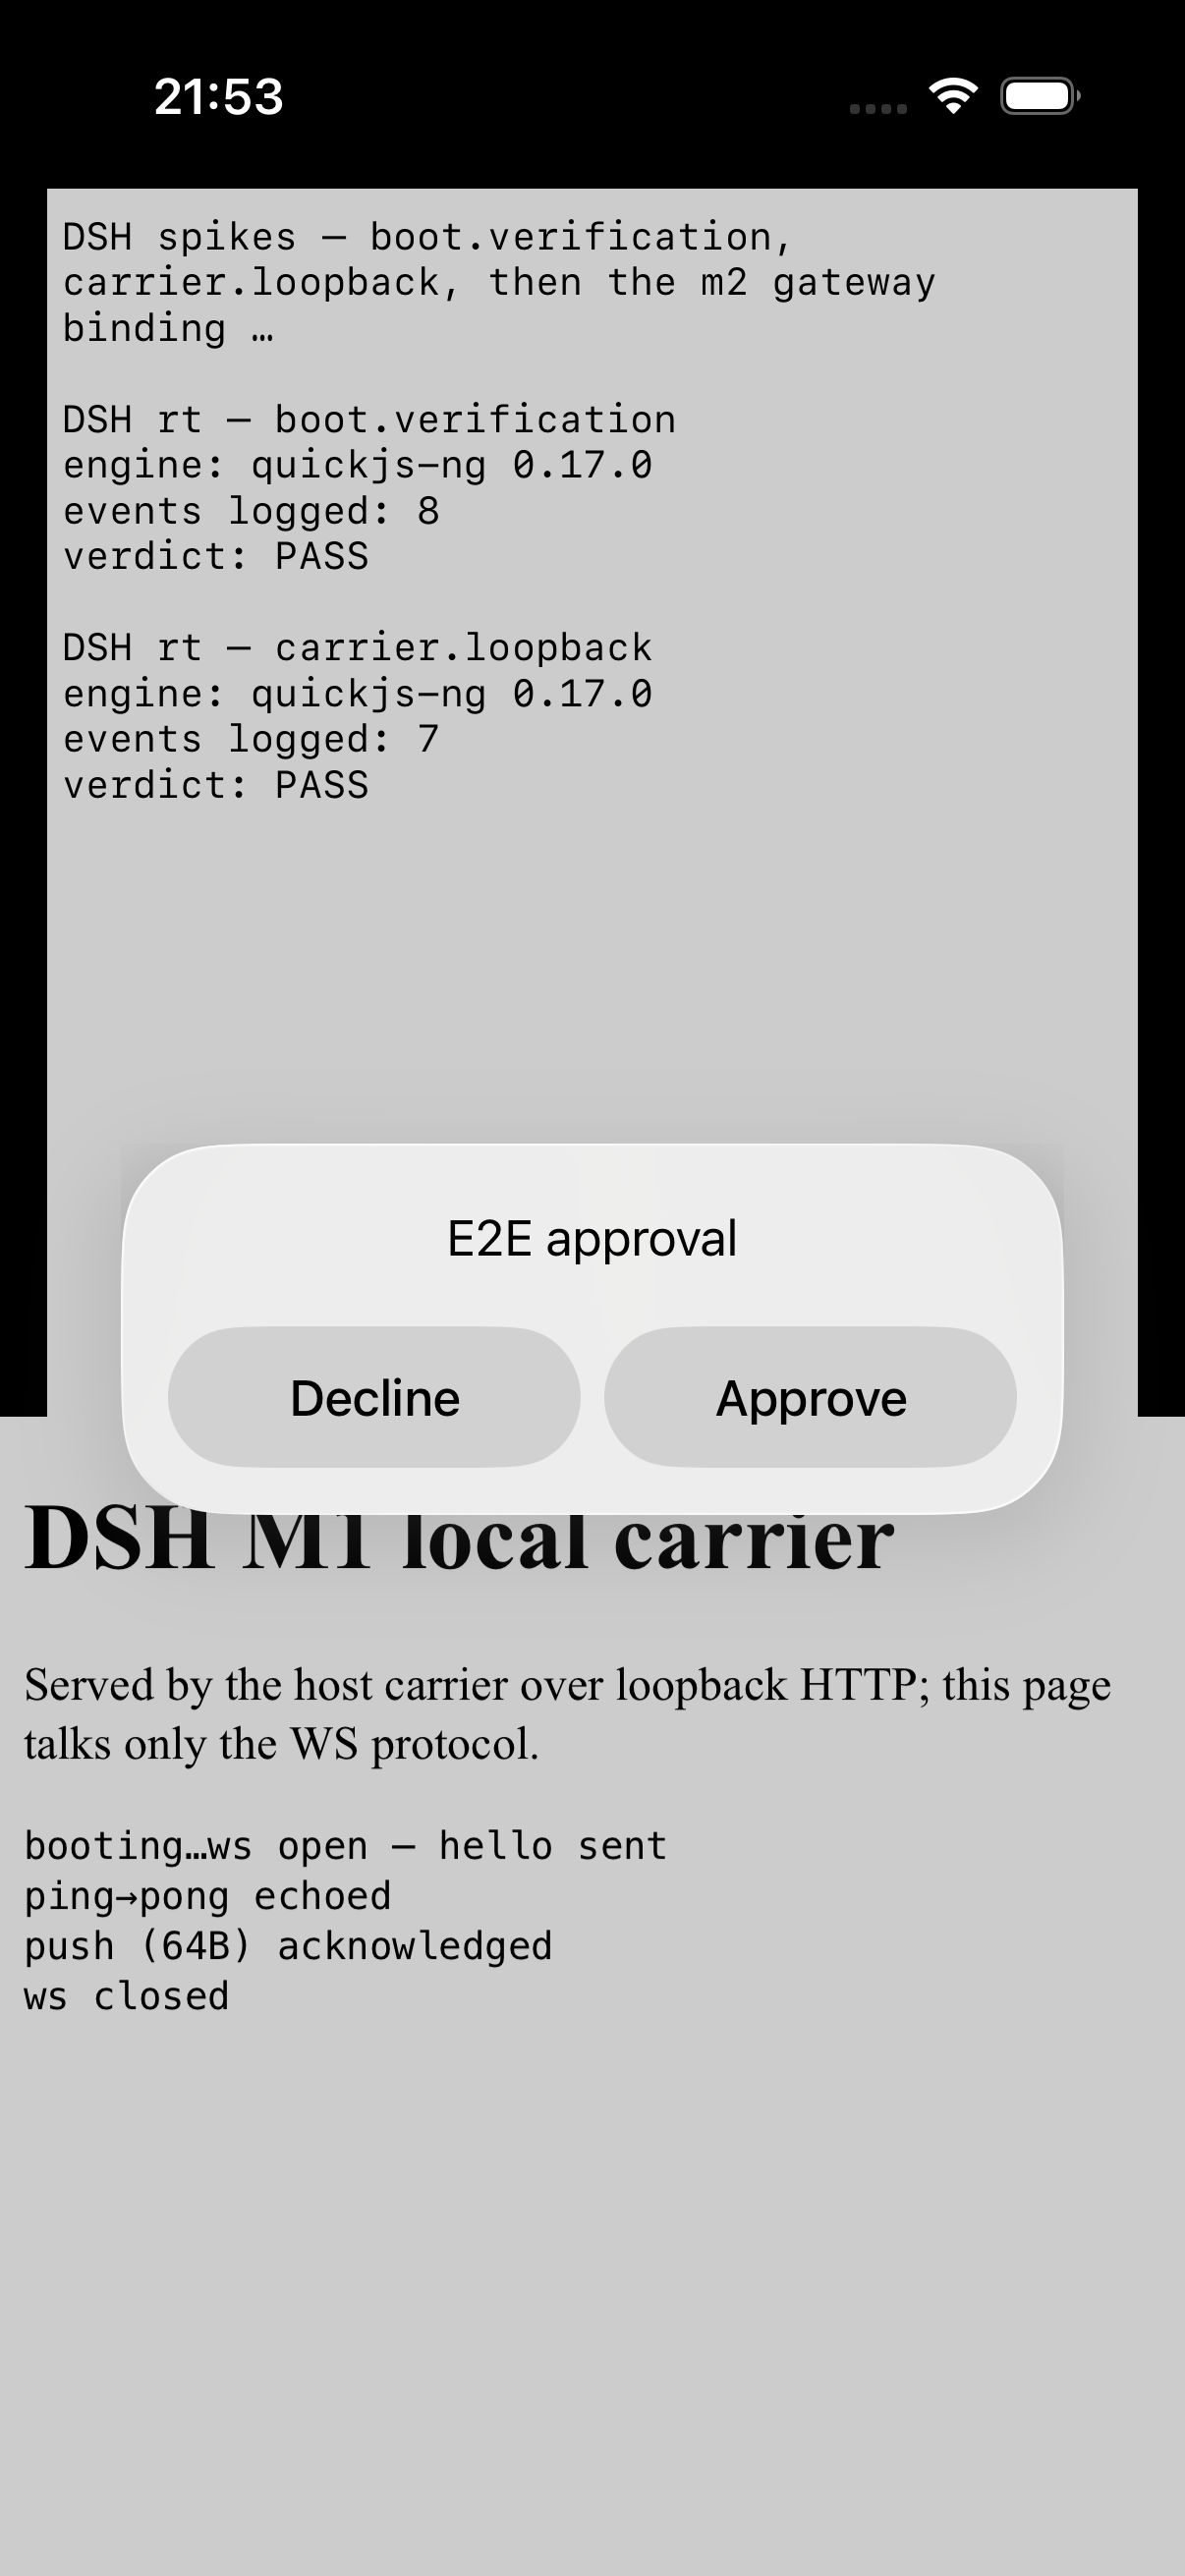 21:53
DSH spikes — boot.verification,
carrier.loopback, then the m2 gateway
binding …
DSH rt — boot.verification
engine: quickjs-ng 0.17.0
events logged: 8
verdict: PASS
DSH rt — carrier.loopback
engine: quickjs-ng 0.17.0
events logged: 7
verdict: PASS
E2E approval
Decline
Approve
DSH M1 local carrier
Served by the host carrier over loopback HTTP; this page
talks only the WS protocol.
booting…ws open — hello sent
ping→pong echoed
push (64B) acknowledged
ws closed